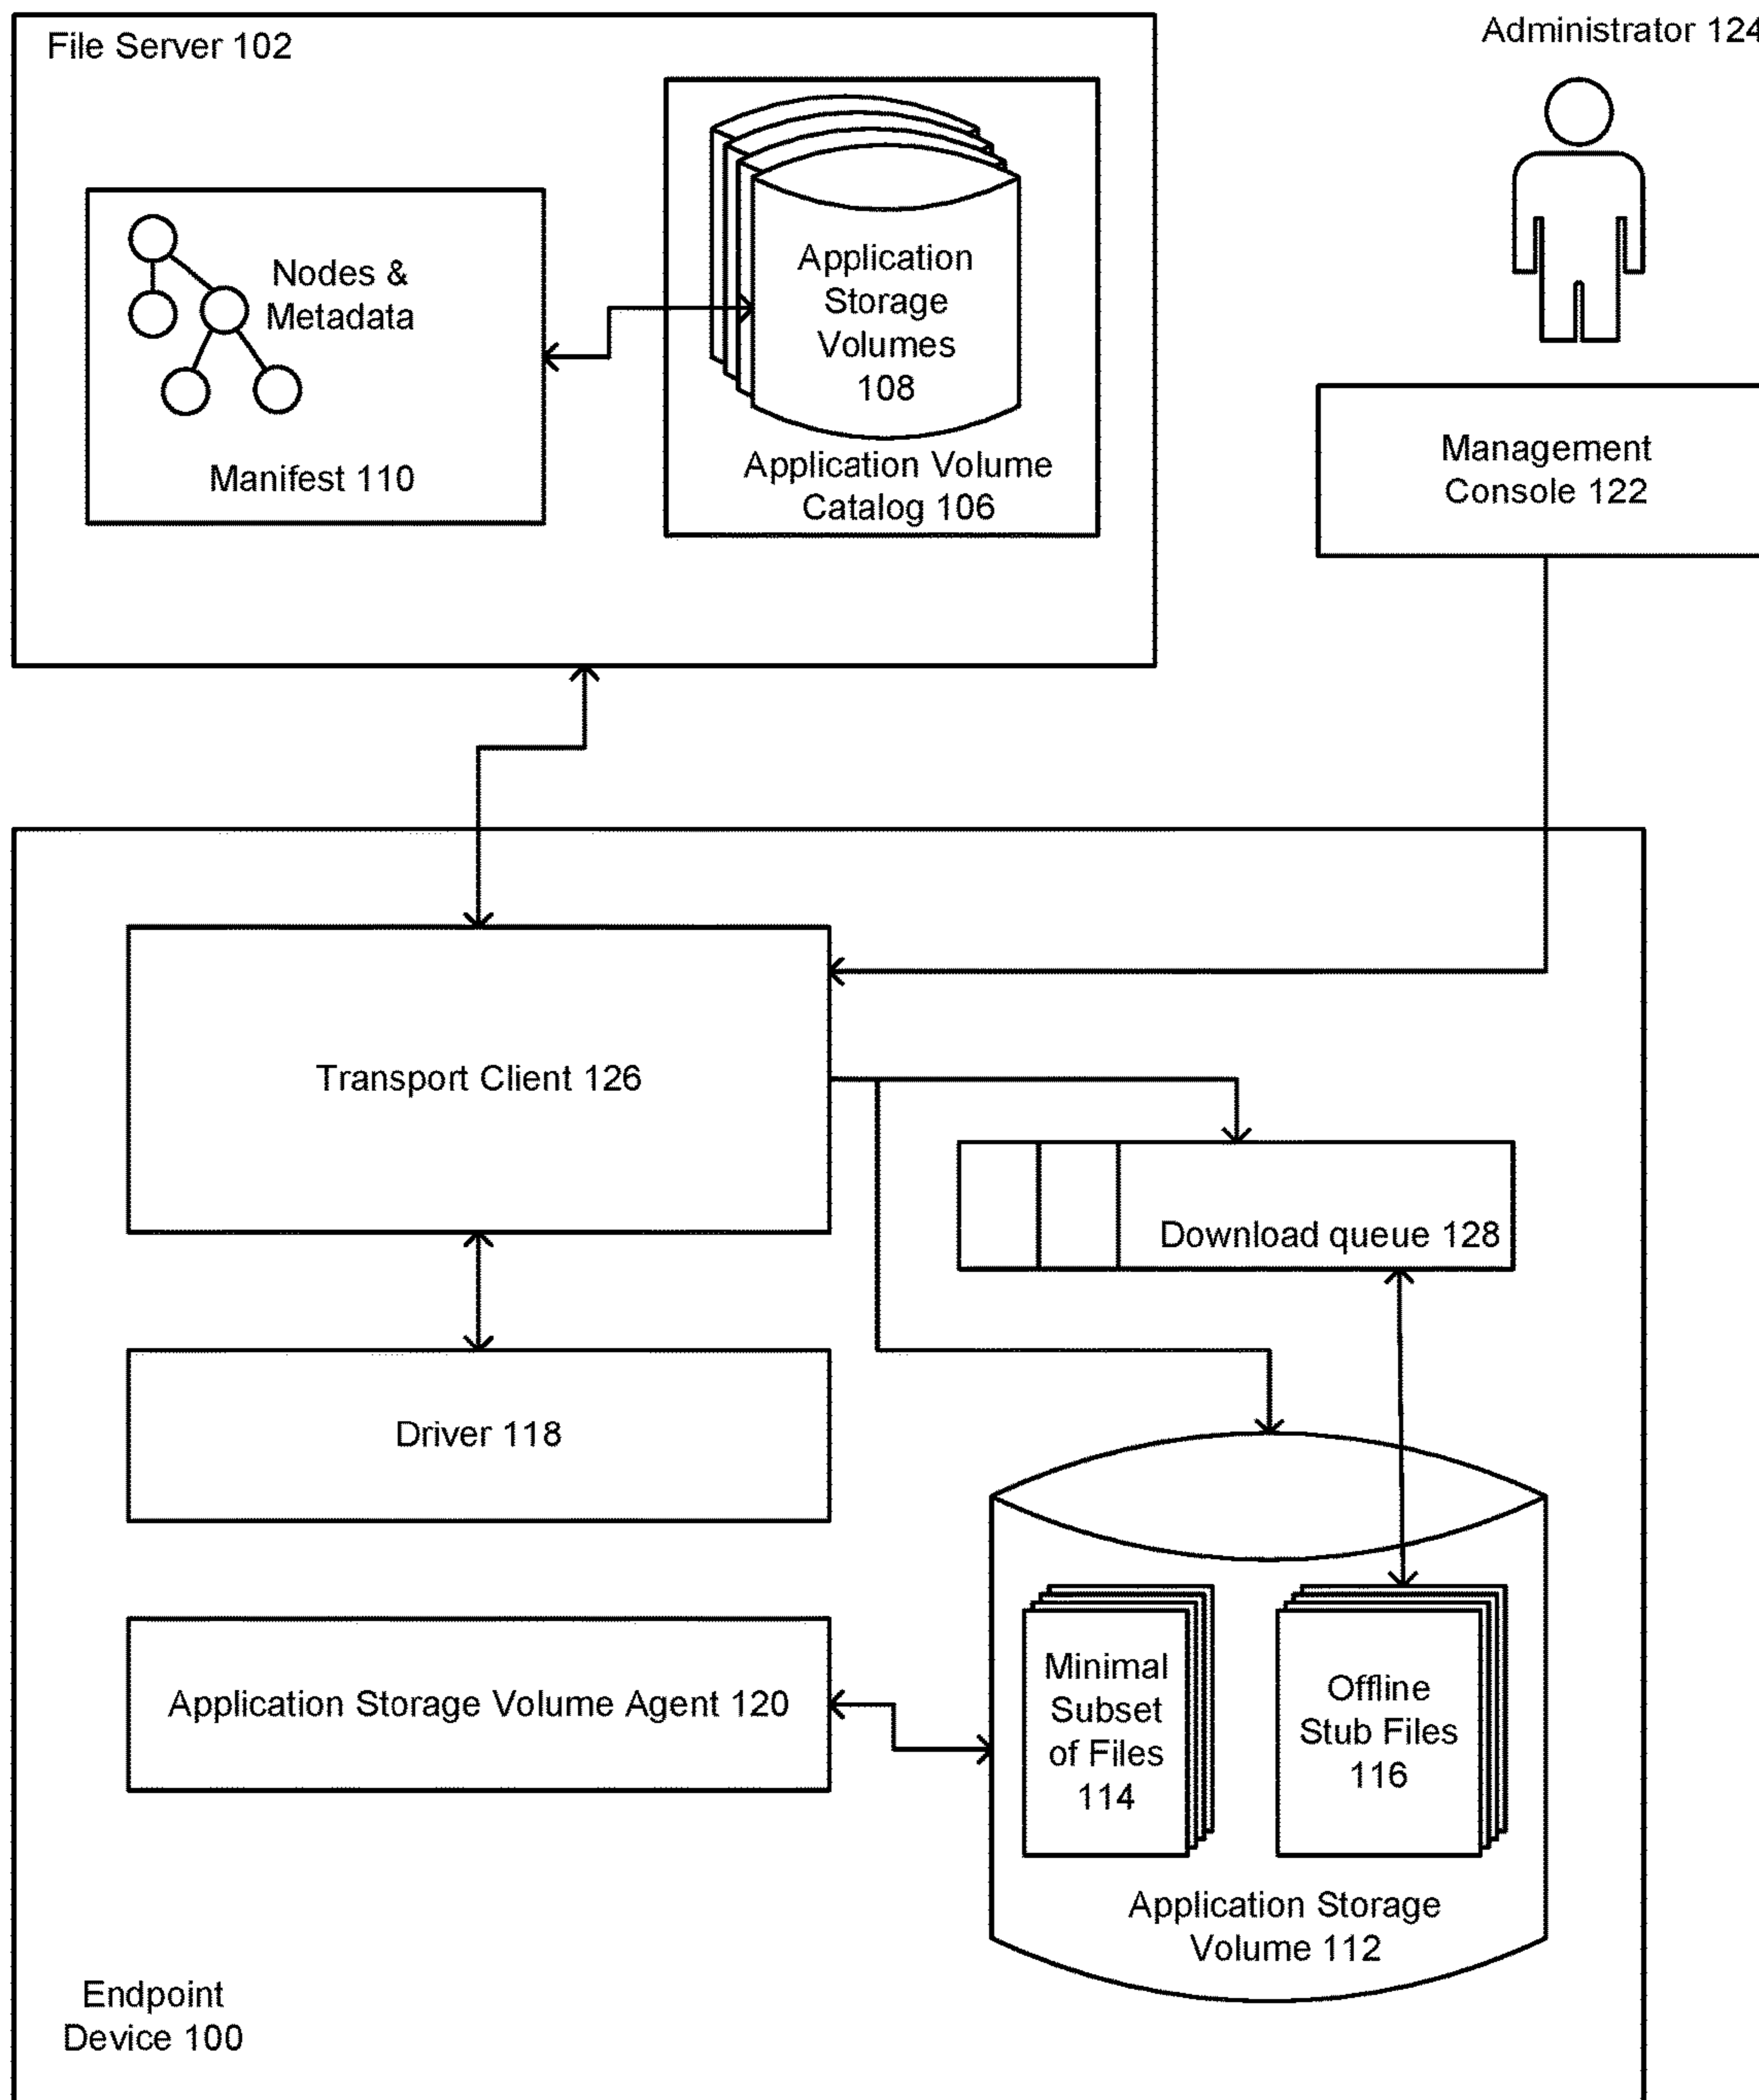 File Server 102
Administrator 124
Nodes &
Metadata
Manifest 110
Application
Storage
Volumes
108
Application Volume
Catalog 106
Management
Console 122
Transport Client 126
Download queue 128
Driver 118
Application Storage Volume Agent 120
Minimal
Subset
of Files
114
Offline
Stub Files
116
Application Storage
Volume 112
Endpoint
Device 100